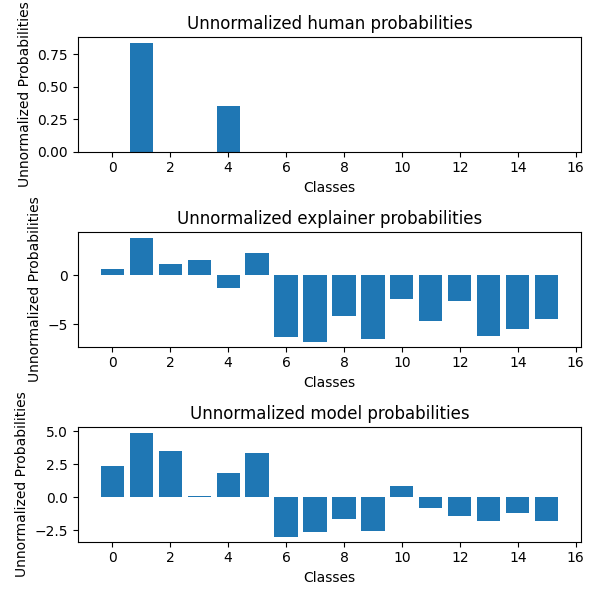 Unnormalized human probabilities
Unnormalized Probabilities
0.75
0.50
0.25
0.00
0 2 4 6 8 10 12 14 16
Classes
Unnormalized explainer probabilities
Unnormalized Probabilities
0
−5
0 2 4 6 8 10 12 14 16
Classes
Unnormalized model probabilities
Unnormalized Probabilities
5.0
2.5
0.0
−2.5
0 2 4 6 8 10 12 14 16
Classes